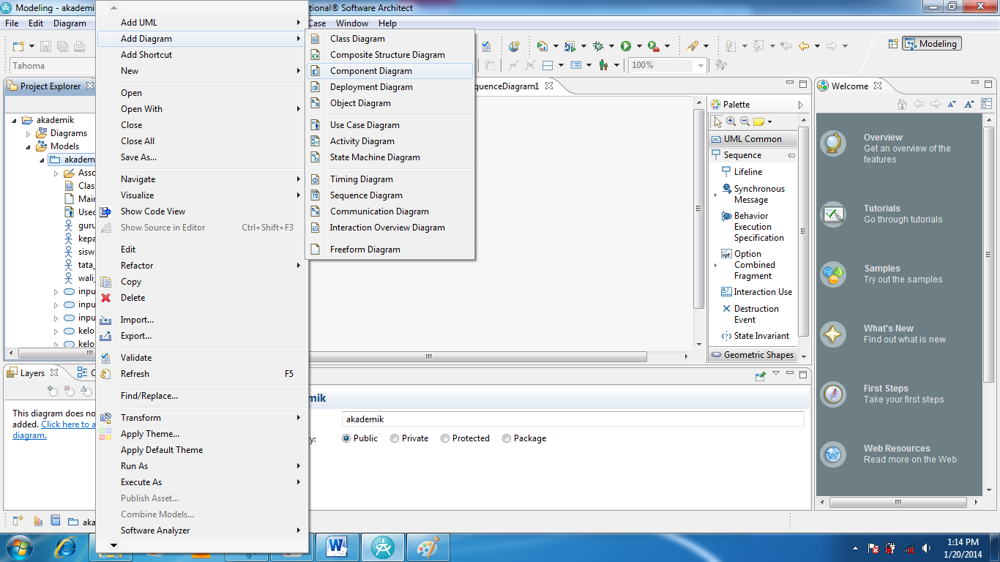 Modeling - akademi
tional® Software Architect
File Edit Diagram
Case Window Help
Tahoma
100%
Modeling
Add UML
Add Diagram
Add Shortcut
New
Open
Open With
Close
Close All
Save As...
Navigate
Visualize
Show Code View
Show Source in Editor Ctrl+Shift+F3
Edit
Refactor
Copy
Delete
Import...
Export...
Validate
Refresh F5
Find/Replace...
Transform
Apply Theme...
Apply Default Theme
Run As
Execute As
Publish Asset...
Combine Models...
Software Analyzer
Class Diagram
Composite Structure Diagram
Component Diagram
Deployment Diagram
Object Diagram
Use Case Diagram
Activity Diagram
State Machine Diagram
Timing Diagram
Sequence Diagram
Communication Diagram
Interaction Overview Diagram
Freeform Diagram
Project Explorer
akademik
Diagrams
Models
akadem
Asso
Clas
Main
Usec
guru
kepa
sisw
tata_
wali_
inpu
inpu
inpu
kelo
kelo
quenceDiagram1
Palette
UML Common
Sequence
Lifeline
Synchronous
Message
Behavior
Execution
Specification
Option
Combined
Fragment
Interaction Use
Destruction
Event
State Invariant
Geometric Shapes
Welcome
Overview
Get an overview of the
features
Tutorials
Go through tutorials
Samples
Try out the samples
What's New
Find out what is new
First Steps
Take your first steps
Web Resources
Read more on the Web
Layers
This diagram does no
added. Click here to a
diagram.
mik
akademik
y:
Public Private Protected Package
aka
1:14 PM
1/20/2014